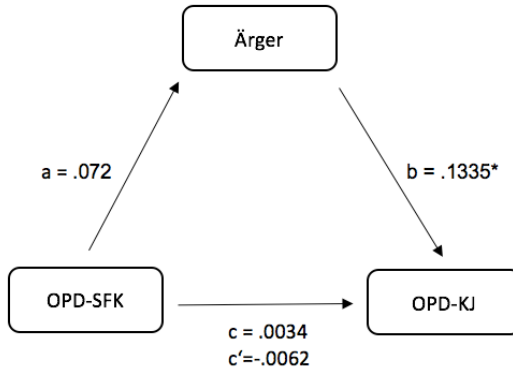 Ärger
a = .072
b = .1335*
OPD-SFK
OPD-KJ
c = .0034
c‘=-.0062